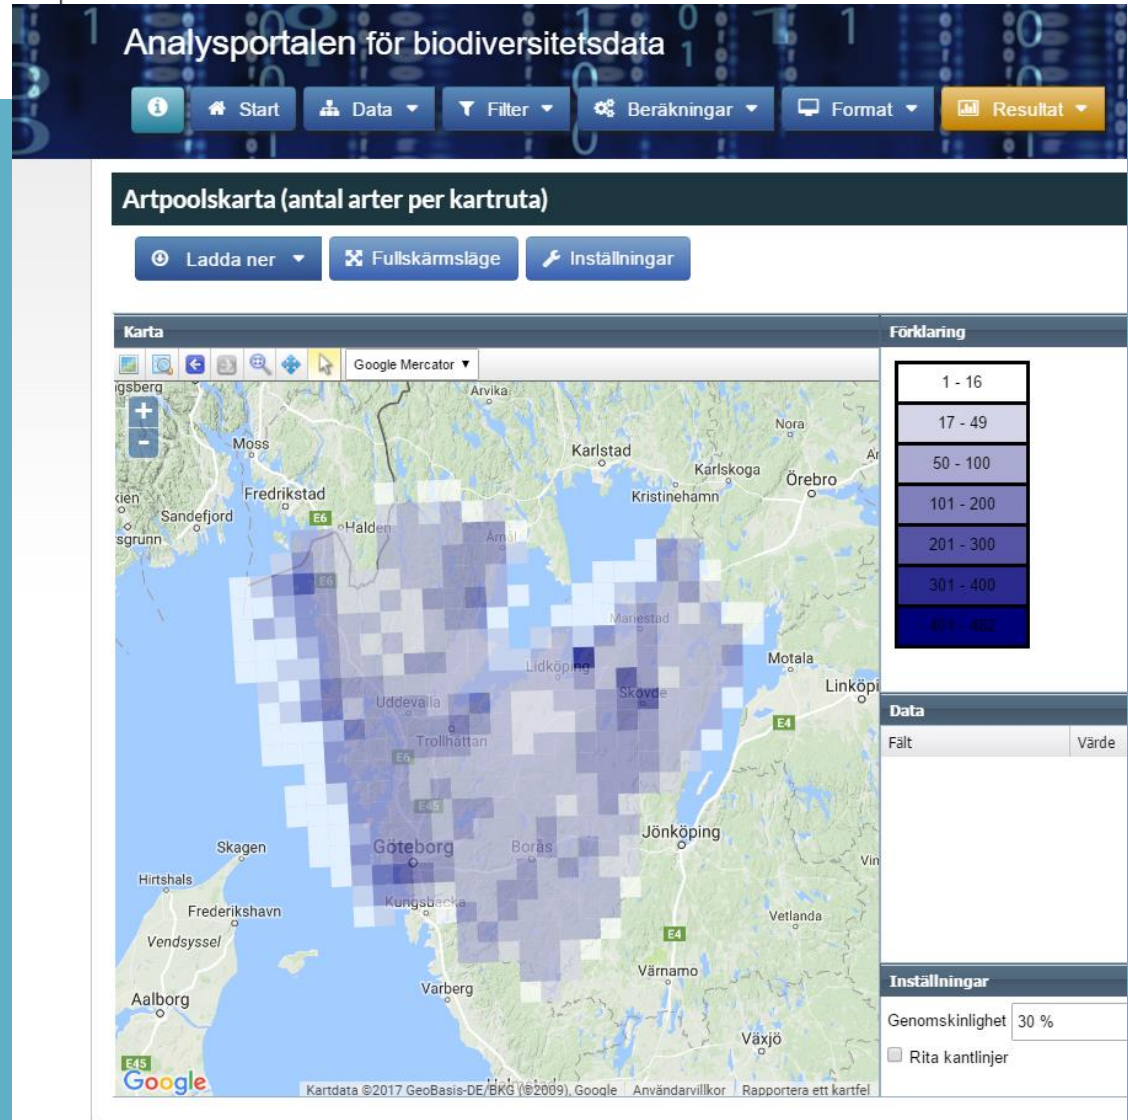 Analysportalen för biodiversitetsdata
Start
Data
Filter
Beräkningar
Format
Resultat
Artpoolskarta (antal arter per kartruta)
Ladda ner
Fullskärmsläge
Inställningar
Karta
Förklaring
Google Mercator
1 - 16
17 - 49
50 - 100
101 - 200
201 - 300
301 - 400
Arvika
Nora
Moss
Karlstad
Karlskoga
Örebro
Fredrikstad
Kristinehamn
Sandefjord
E6
Halden
Åmål
E6
Mariestad
Lidköping
Motala
Skövde
Linköpi
Uddevalla
E4
Trollhättan
E6
E45
Jönköping
Göteborg
Borås
Skagen
Hirtshals
Kungsbacka
Frederikshavn
Vetlanda
Vendsyssel
E4
Värnamo
Varberg
Aalborg
Växjö
E45
Google
Kartdata ©2017 GeoBasis-DE/BKG (©2009), Google
Användarvillkor
Rapportera ett kartfel
Data
Fält
Värde
Inställningar
Genomskinlighet
30 %
Rita kantlinjer